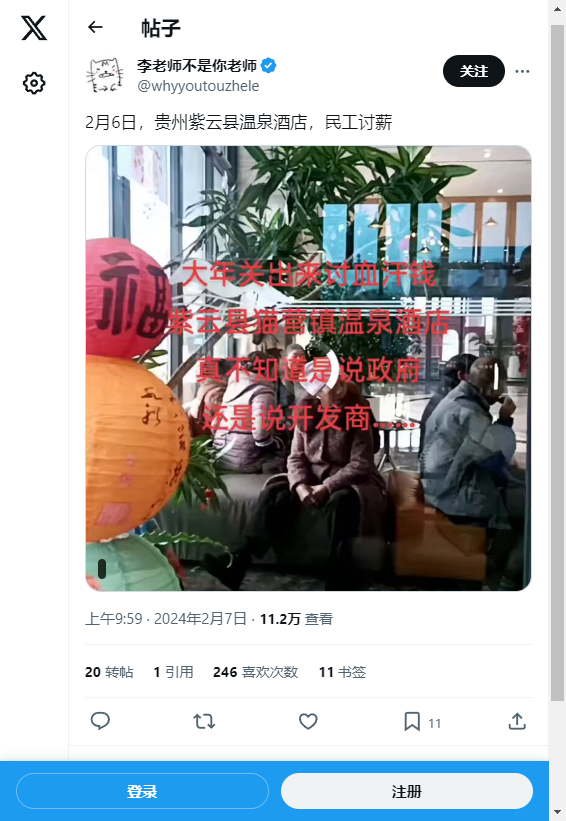 帖子
李老师不是你老师
@whyyoutouzhele
关注
2月6日，贵州紫云县温泉酒店，民工讨薪
福
大年关出来讨血汗钱
紫云县猫营镇温泉酒店
真不知道是说政府
还是说开发商……
上午9:59 · 2024年2月7日 · 11.2万 查看
20 转帖 1 引用 246 喜欢次数 11 书签
11
登录
注册